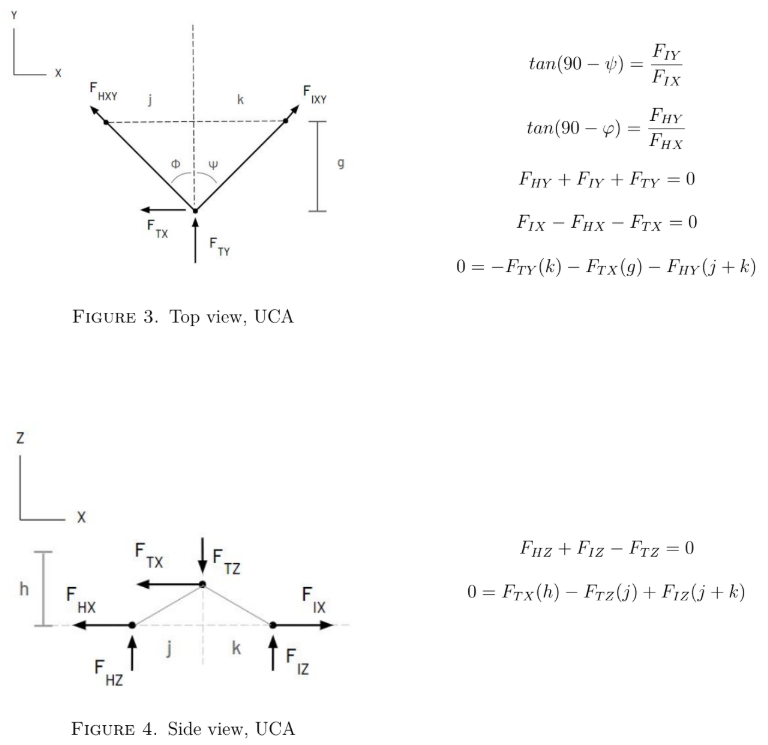 Y
X
F_HXY
j
k
F_IXY
Φ
Ψ
g
F_TX
F_TY
tan(90 − ψ) = F_IY / F_IX
tan(90 − φ) = F_HY / F_HX
F_HY + F_IY + F_TY = 0
F_IX − F_HX − F_TX = 0
0 = −F_TY(k) − F_TX(g) − F_HY(j + k)
FIGURE 3. Top view, UCA
Z
X
F_TX
F_TZ
h
F_HX
F_IX
j
k
F_HZ
F_IZ
F_HZ + F_IZ − F_TZ = 0
0 = F_TX(h) − F_TZ(j) + F_IZ(j + k)
FIGURE 4. Side view, UCA